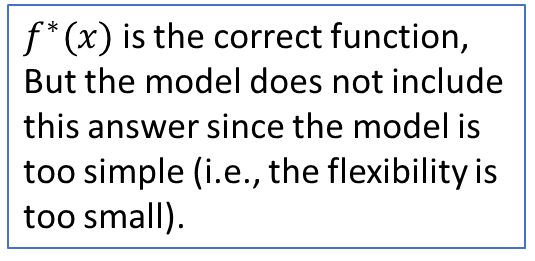 f*(x) is the correct function,
But the model does not include
this answer since the model is
too simple (i.e., the flexibility is
too small).